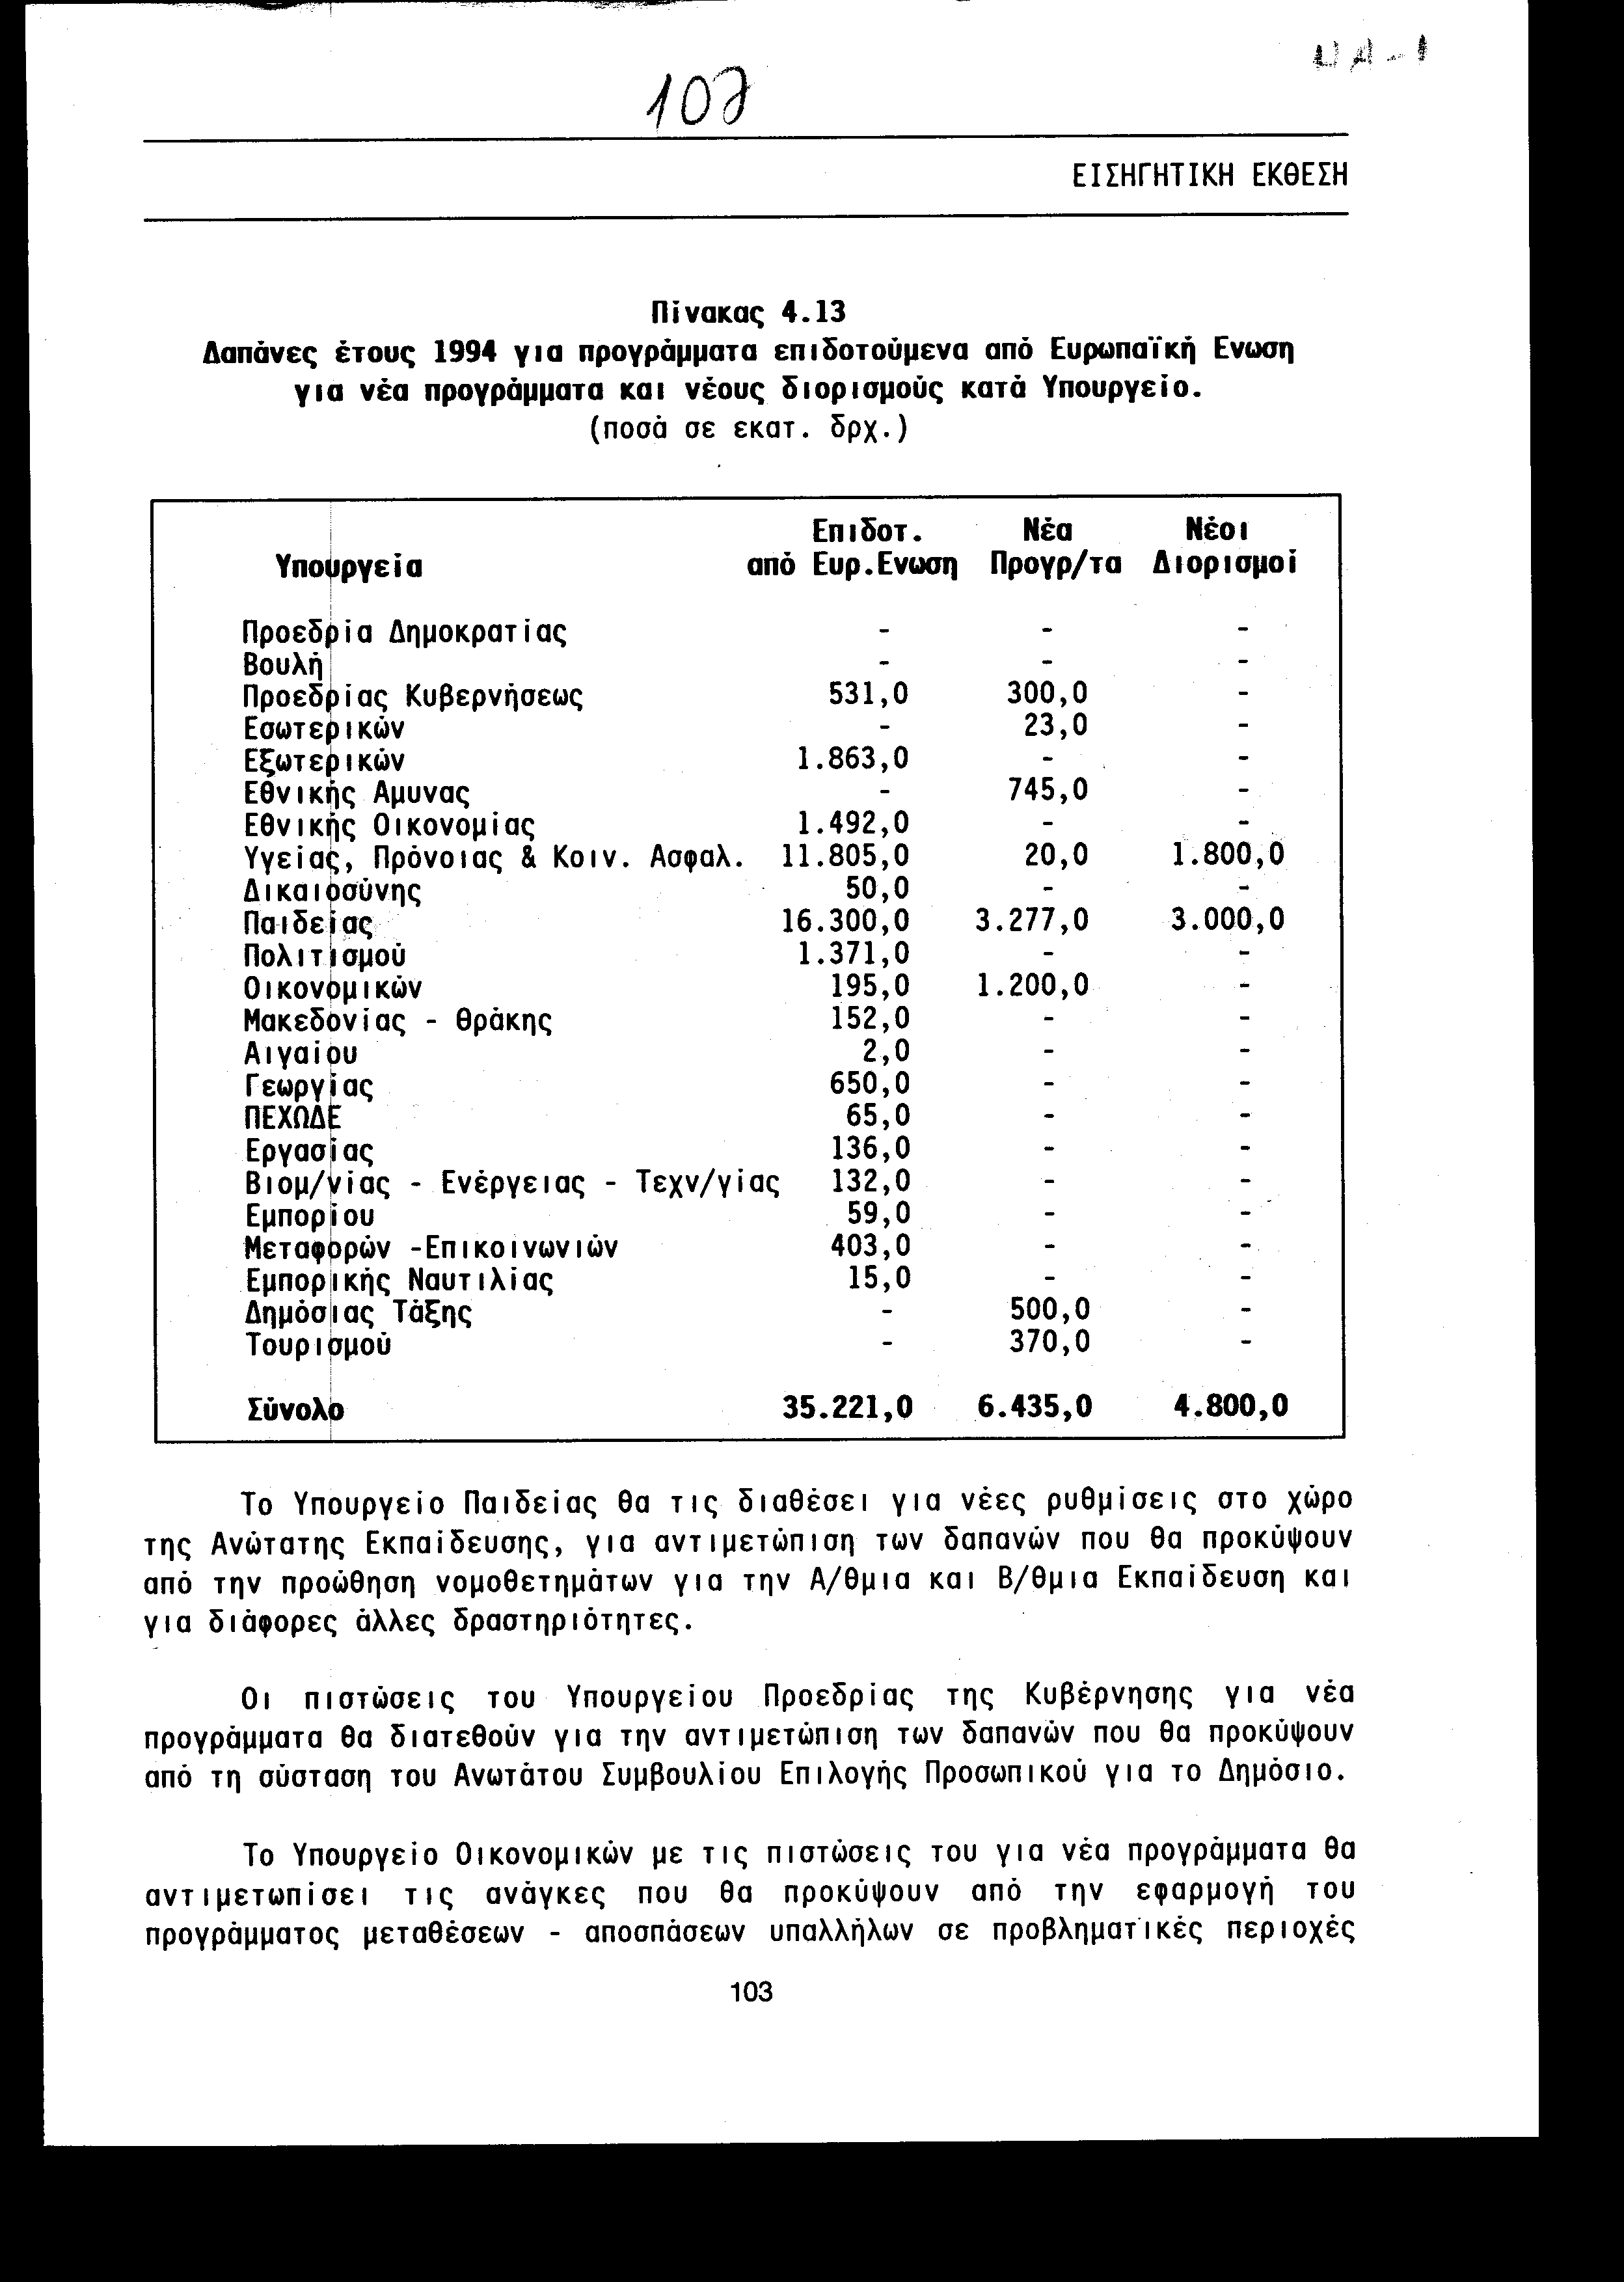 107
ΕΙΣΗΓΗΤΙΚΗ ΕΚΘΕΣΗ
Πίνακας 4.13
Δαπάνες έτους 1994 για προγράμματα επιδοτούμενα από Ευρωπαϊκή Ενωση
για νέα προγράμματα και νέους διορισμούς κατά Υπουργείο.
(ποσά σε εκατ. δρχ.)
Επιδοτ. Νέα Νέοι
Υπουργεία από Ευρ.Ενωση Προγρ/τα Διορισμοί
Προεδρία Δημοκρατίας - - -
Βουλή - - -
Προεδρίας Κυβερνήσεως 531,0 300,0 -
Εσωτερικών - 23,0 -
Εξωτερικών 1.863,0 - -
Εθνικής Αμυνας - 745,0 -
Εθνικής Οικονομίας 1.492,0 - -
Υγείας, Πρόνοιας & Κοιν. Ασφαλ. 11.805,0 20,0 1.800,0
Δικαιοσύνης 50,0 - -
Παιδείας 16.300,0 3.277,0 3.000,0
Πολιτισμού 1.371,0 - -
Οικονομικών 195,0 1.200,0 -
Μακεδονίας - Θράκης 152,0 - -
Αιγαίου 2,0 - -
Γεωργίας 650,0 - -
ΠΕΧΩΔΕ 65,0 - -
Εργασίας 136,0 - -
Βιομ/νίας - Ενέργειας - Τεχν/γίας 132,0 - -
Εμπορίου 59,0 - -
Μεταφορών -Επικοινωνιών 403,0 - -
Εμπορικής Ναυτιλίας 15,0 - -
Δημόσιας Τάξης - 500,0 -
Τουρισμού - 370,0 -
Σύνολο 35.221,0 6.435,0 4.800,0
Το Υπουργείο Παιδείας θα τις διαθέσει για νέες ρυθμίσεις στο χώρο
της Ανώτατης Εκπαίδευσης, για αντιμετώπιση των δαπανών που θα προκύψουν
από την προώθηση νομοθετημάτων για την Α/θμια και Β/θμια Εκπαίδευση και
για διάφορες άλλες δραστηριότητες.
Οι πιστώσεις του Υπουργείου Προεδρίας της Κυβέρνησης για νέα
προγράμματα θα διατεθούν για την αντιμετώπιση των δαπανών που θα προκύψουν
από τη σύσταση του Ανωτάτου Συμβουλίου Επιλογής Προσωπικού για το Δημόσιο.
Το Υπουργείο Οικονομικών με τις πιστώσεις του για νέα προγράμματα θα
αντιμετωπίσει τις ανάγκες που θα προκύψουν από την εφαρμογή του
προγράμματος μεταθέσεων - αποσπάσεων υπαλλήλων σε προβληματικές περιοχές
103